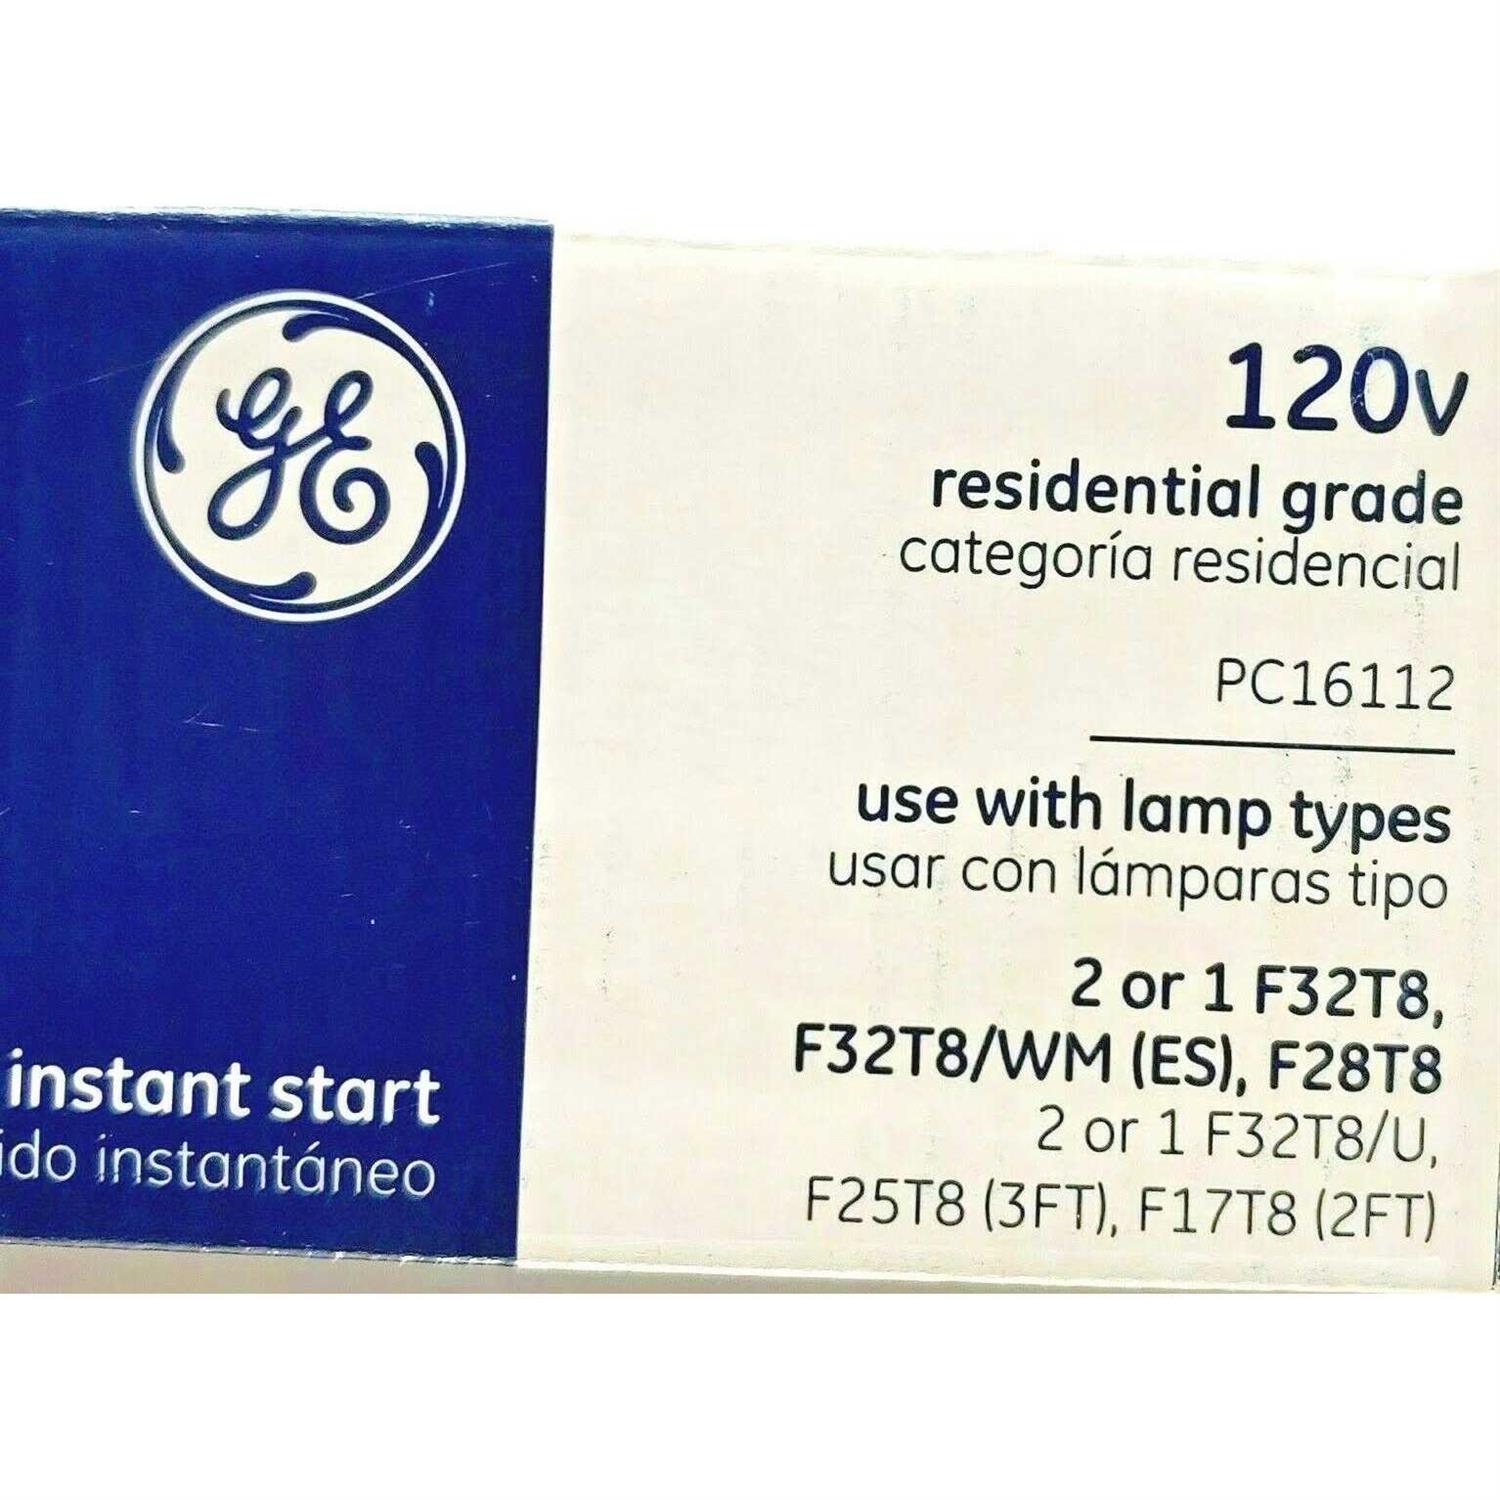 GE
instant start
instantáneo
120v
residential grade
categoría residencial
PC16112
use with lamp types
usar con lámparas tipo
2 or 1 F32T8,
F32T8/WM (ES), F28T8
2 or 1 F32T8/U,
F25T8 (3FT), F17T8 (2FT)